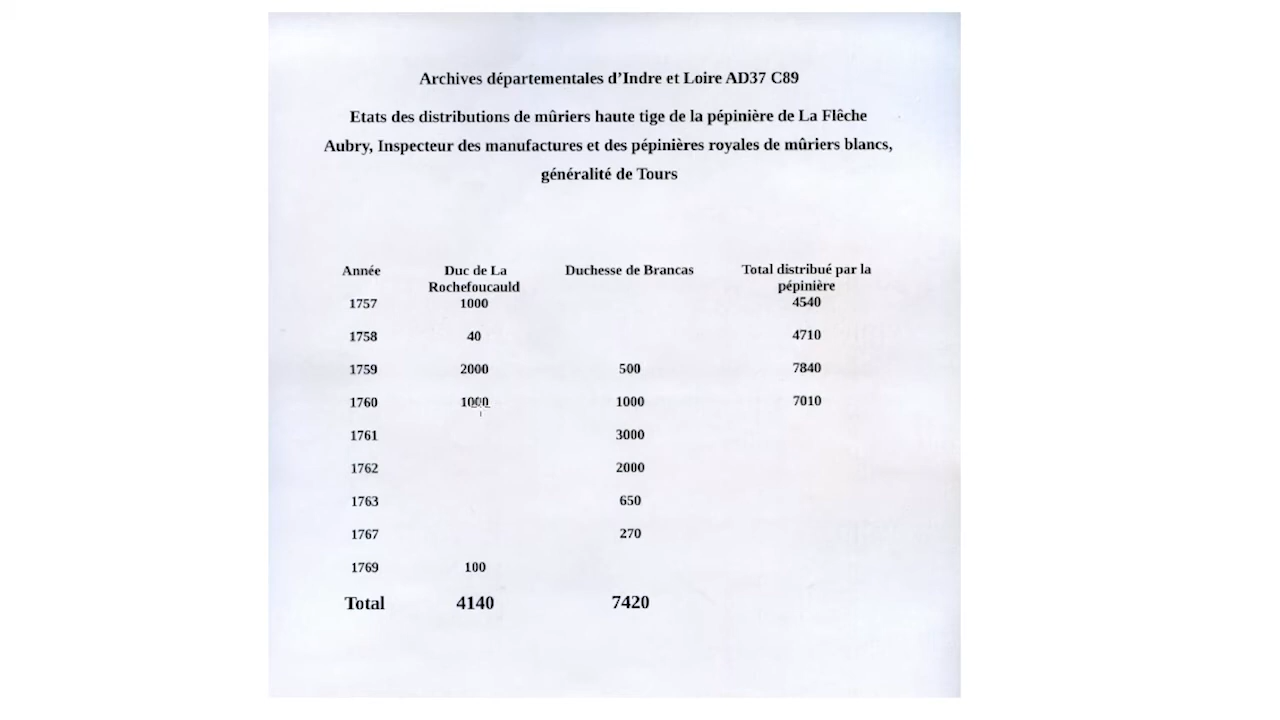 Archives départementales d’Indre et Loire AD37 C89
Etats des distributions de mûriers haute tige de la pépinière de La Flêche
Aubry, Inspecteur des manufactures et des pépinières royales de mûriers blancs,
généralité de Tours
Année Duc de La Rochefoucauld Duchesse de Brancas Total distribué par la pépinière
1757 1000 4540
1758 40 4710
1759 2000 500 7840
1760 1000 1000 7010
1761 3000
1762 2000
1763 650
1767 270
1769 100
Total 4140 7420